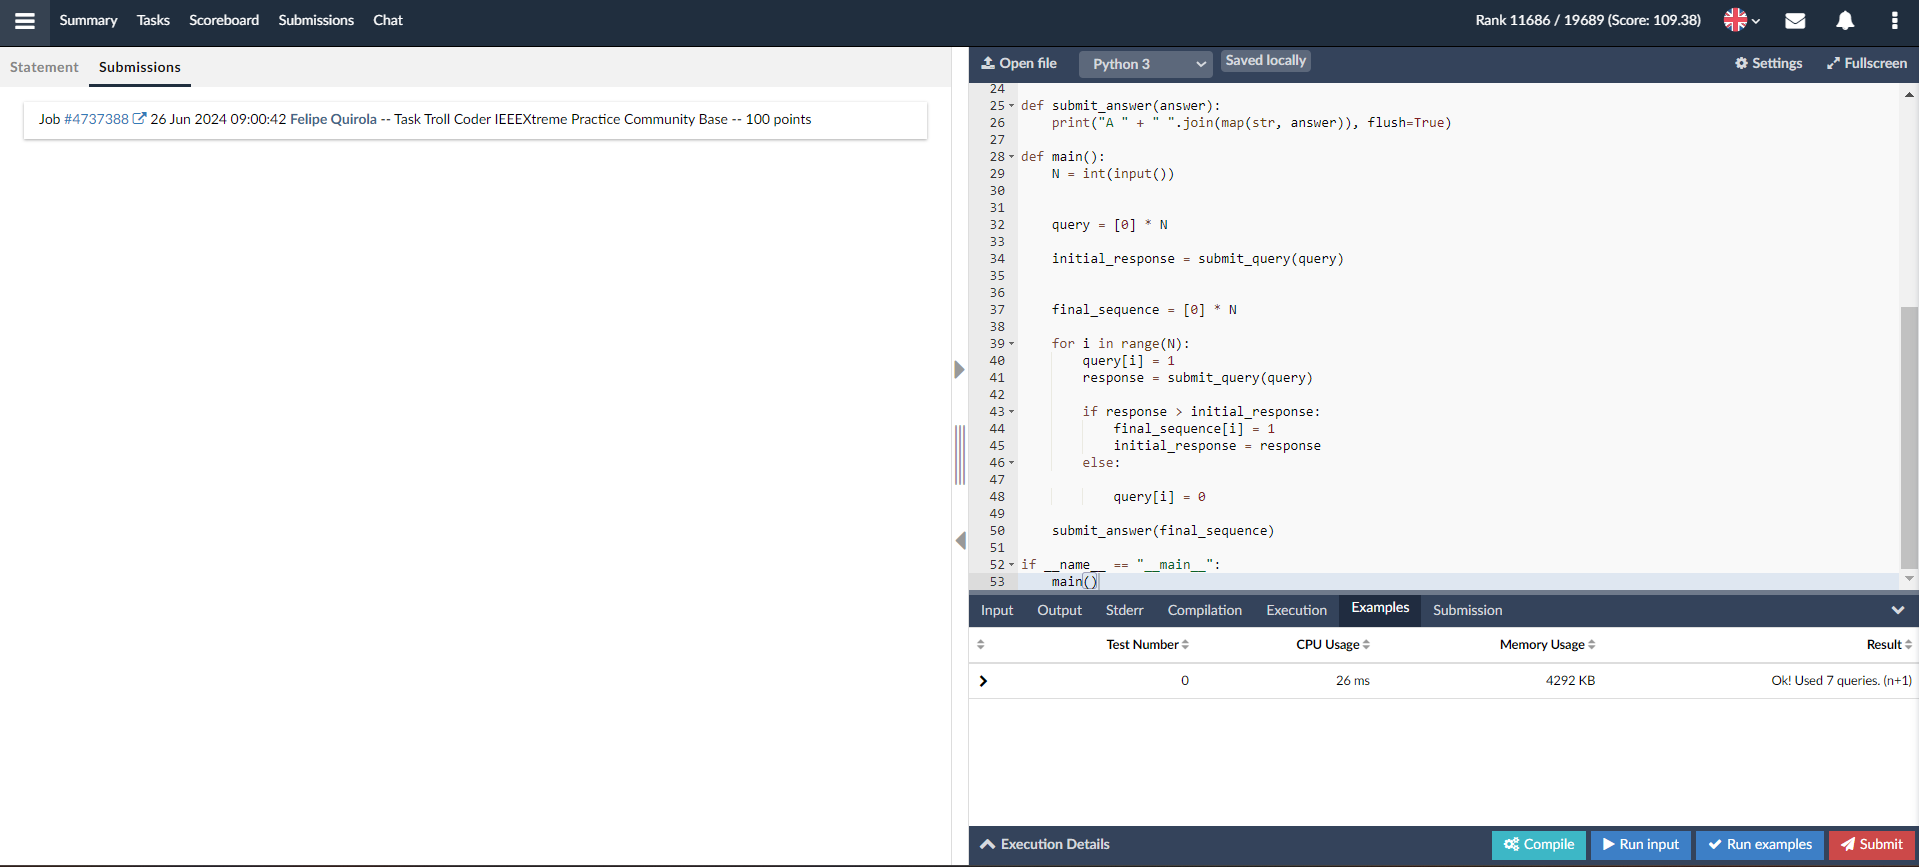 Summary Tasks Scoreboard Submissions Chat Rank 11686 / 19689 (Score: 109.38)
Statement Submissions
Job #4737388 26 Jun 2024 09:00:42 Felipe Quirola -- Task Troll Coder IEEEXtreme Practice Community Base -- 100 points
Open file Python 3 Saved locally Settings Fullscreen
24
25 def submit_answer(answer):
26 print("A " + " ".join(map(str, answer)), flush=True)
27
28 def main():
29 N = int(input())
30
31
32 query = [0] * N
33
34 initial_response = submit_query(query)
35
36
37 final_sequence = [0] * N
38
39 for i in range(N):
40 query[i] = 1
41 response = submit_query(query)
42
43 if response > initial_response:
44 final_sequence[i] = 1
45 initial_response = response
46 else:
47
48 query[i] = 0
49
50 submit_answer(final_sequence)
51
52 if __name__ == "__main__":
53 main()
Input Output Stderr Compilation Execution Examples Submission
Test Number CPU Usage Memory Usage Result
0 26 ms 4292 KB Ok! Used 7 queries. (n+1)
Execution Details Compile Run input Run examples Submit